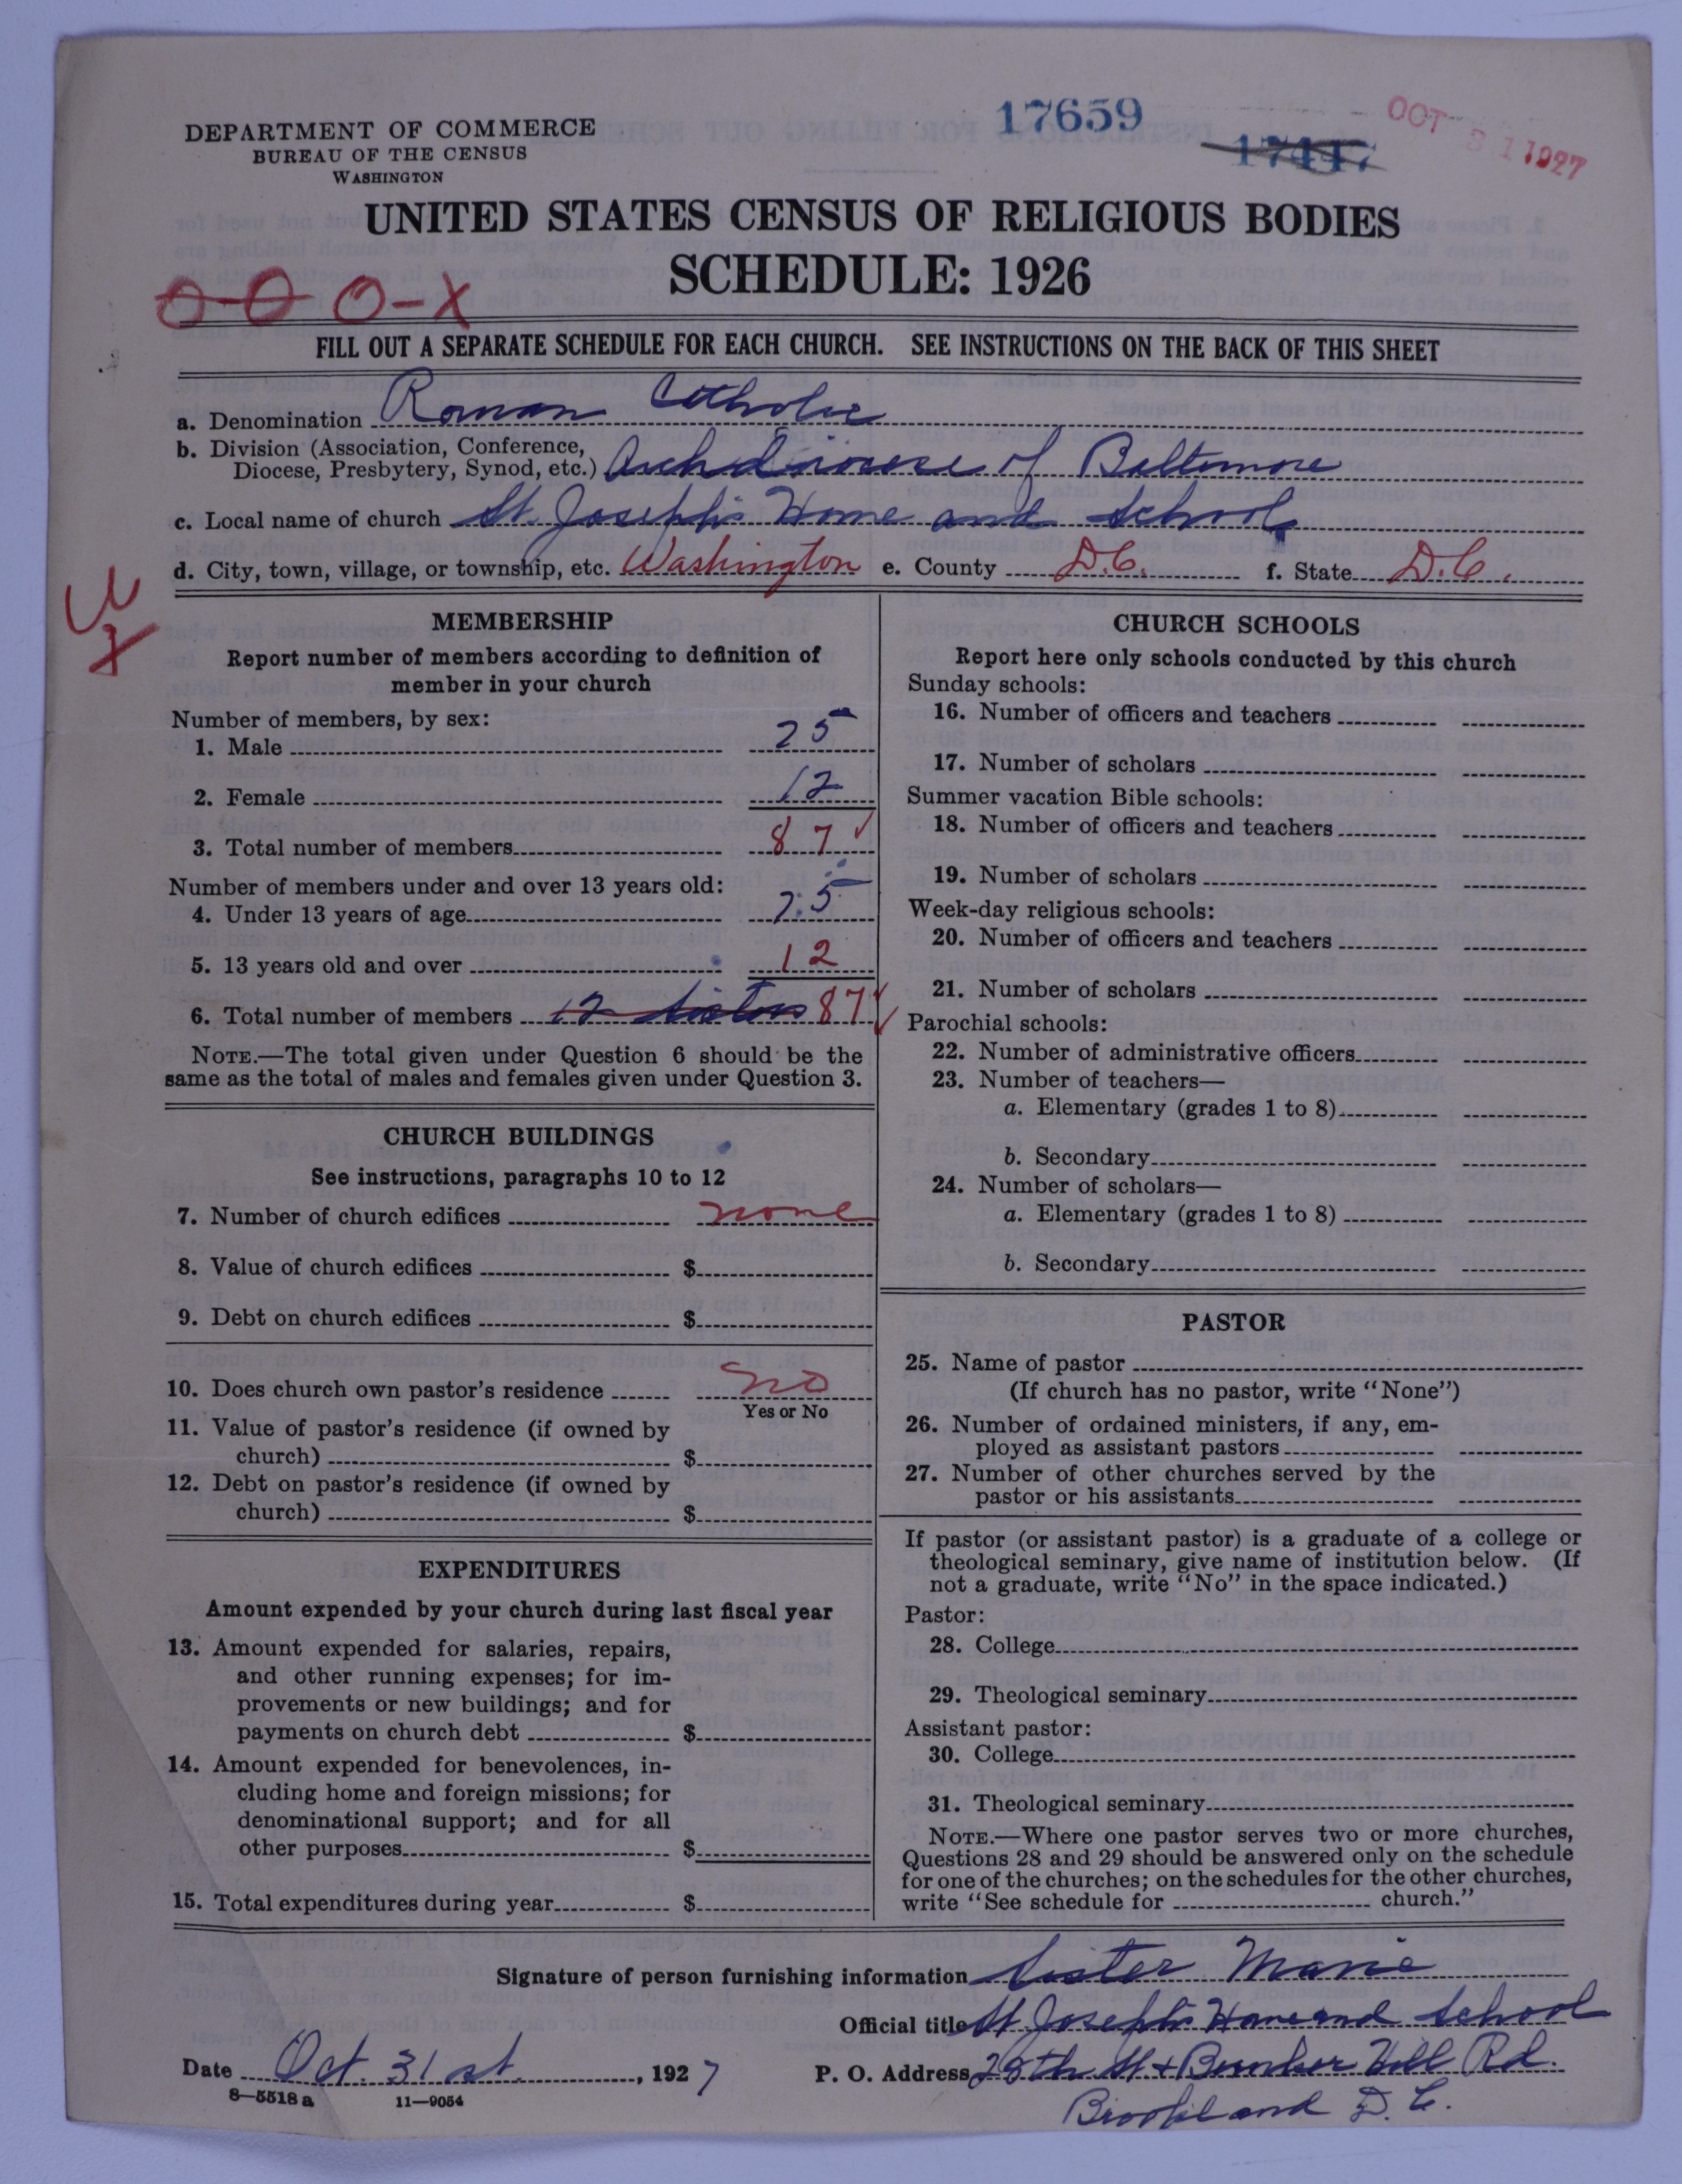 17659
17447
OCT 31 1927
DEPARTMENT OF COMMERCE
BUREAU OF THE CENSUS
WASHINGTON
UNITED STATES CENSUS OF RELIGIOUS BODIES
SCHEDULE: 1926
O-O O-X
FILL OUT A SEPARATE SCHEDULE FOR EACH CHURCH. SEE INSTRUCTIONS ON THE BACK OF THIS SHEET
a. Denomination Roman Catholic
b. Division (Association, Conference,
Diocese, Presbytery, Synod, etc.) Archdiocese of Baltimore
c. Local name of church St. Joseph's Home and School
d. City, town, village, or township, etc. Washington e. County D.C. f. State D.C.
MEMBERSHIP
Report number of members according to definition of
member in your church
Number of members, by sex:
1. Male 75
2. Female 12
3. Total number of members 87 ✓
Number of members under and over 13 years old:
4. Under 13 years of age 75
5. 13 years old and over 12
6. Total number of members 12 Sisters 87 ✓
NOTE.—The total given under Question 6 should be the
same as the total of males and females given under Question 3.
CHURCH BUILDINGS
See instructions, paragraphs 10 to 12
7. Number of church edifices none
8. Value of church edifices $
9. Debt on church edifices $
10. Does church own pastor's residence no
Yes or No
11. Value of pastor's residence (if owned by
church) $
12. Debt on pastor's residence (if owned by
church) $
EXPENDITURES
Amount expended by your church during last fiscal year
13. Amount expended for salaries, repairs,
and other running expenses; for im-
provements or new buildings; and for
payments on church debt $
14. Amount expended for benevolences, in-
cluding home and foreign missions; for
denominational support; and for all
other purposes $
15. Total expenditures during year $
CHURCH SCHOOLS
Report here only schools conducted by this church
Sunday schools:
16. Number of officers and teachers
17. Number of scholars
Summer vacation Bible schools:
18. Number of officers and teachers
19. Number of scholars
Week-day religious schools:
20. Number of officers and teachers
21. Number of scholars
Parochial schools:
22. Number of administrative officers
23. Number of teachers—
a. Elementary (grades 1 to 8)
b. Secondary
24. Number of scholars—
a. Elementary (grades 1 to 8)
b. Secondary
PASTOR
25. Name of pastor
(If church has no pastor, write "None")
26. Number of ordained ministers, if any, em-
ployed as assistant pastors
27. Number of other churches served by the
pastor or his assistants
If pastor (or assistant pastor) is a graduate of a college or
theological seminary, give name of institution below. (If
not a graduate, write "No" in the space indicated.)
Pastor:
28. College
29. Theological seminary
Assistant pastor:
30. College
31. Theological seminary
NOTE.—Where one pastor serves two or more churches,
Questions 28 and 29 should be answered only on the schedule
for one of the churches; on the schedules for the other churches,
write "See schedule for church."
Signature of person furnishing information Sister Marie
Official title St Joseph's Home and School
Date Oct. 31st, 1927 P. O. Address 28th St + Bunker Hill Rd.
Brookland D. C.
8—5518 a 11—9054